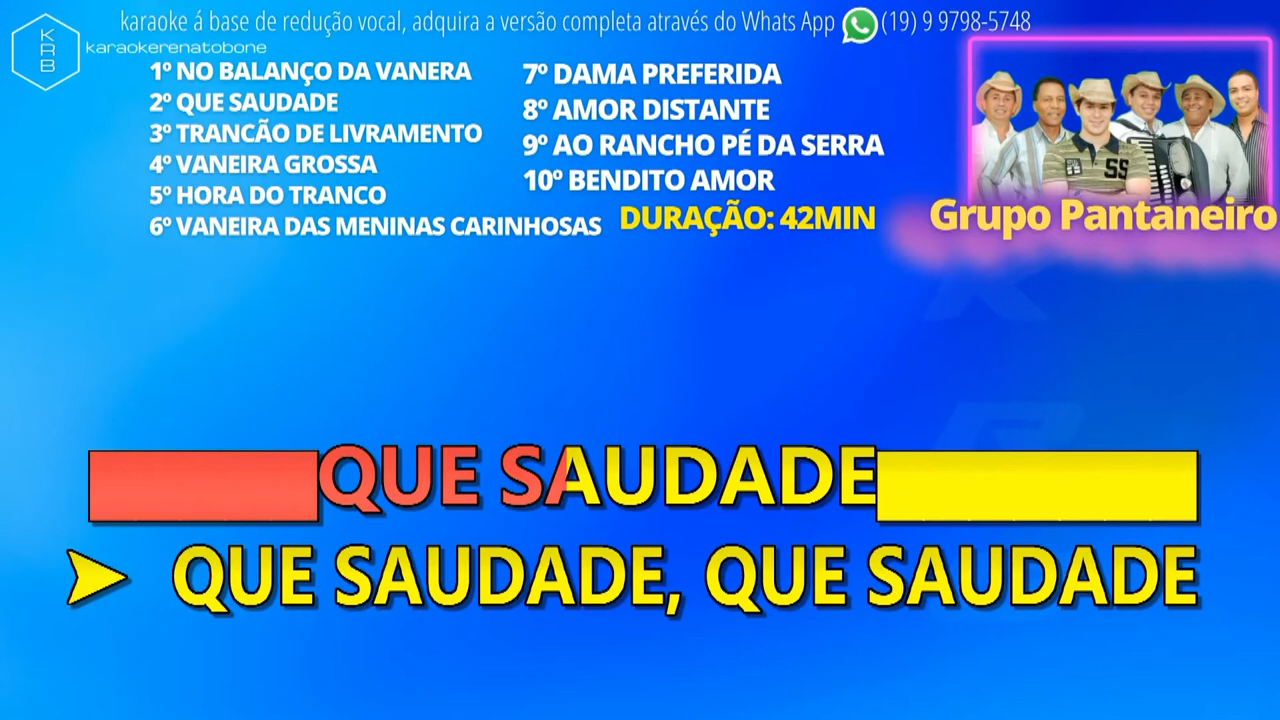 karaoke á base de redução vocal, adquira a versão completa através do Whats App (19) 9 9798-5748
KRB
karaokerenatobone
1º NO BALANÇO DA VANERA
2º QUE SAUDADE
3º TRANCÃO DE LIVRAMENTO
4º VANEIRA GROSSA
5º HORA DO TRANCO
6º VANEIRA DAS MENINAS CARINHOSAS
7º DAMA PREFERIDA
8º AMOR DISTANTE
9º AO RANCHO PÉ DA SERRA
10º BENDITO AMOR
DURAÇÃO: 42MIN
SS
Grupo Pantaneiro
QUE SAUDADE
QUE SAUDADE, QUE SAUDADE